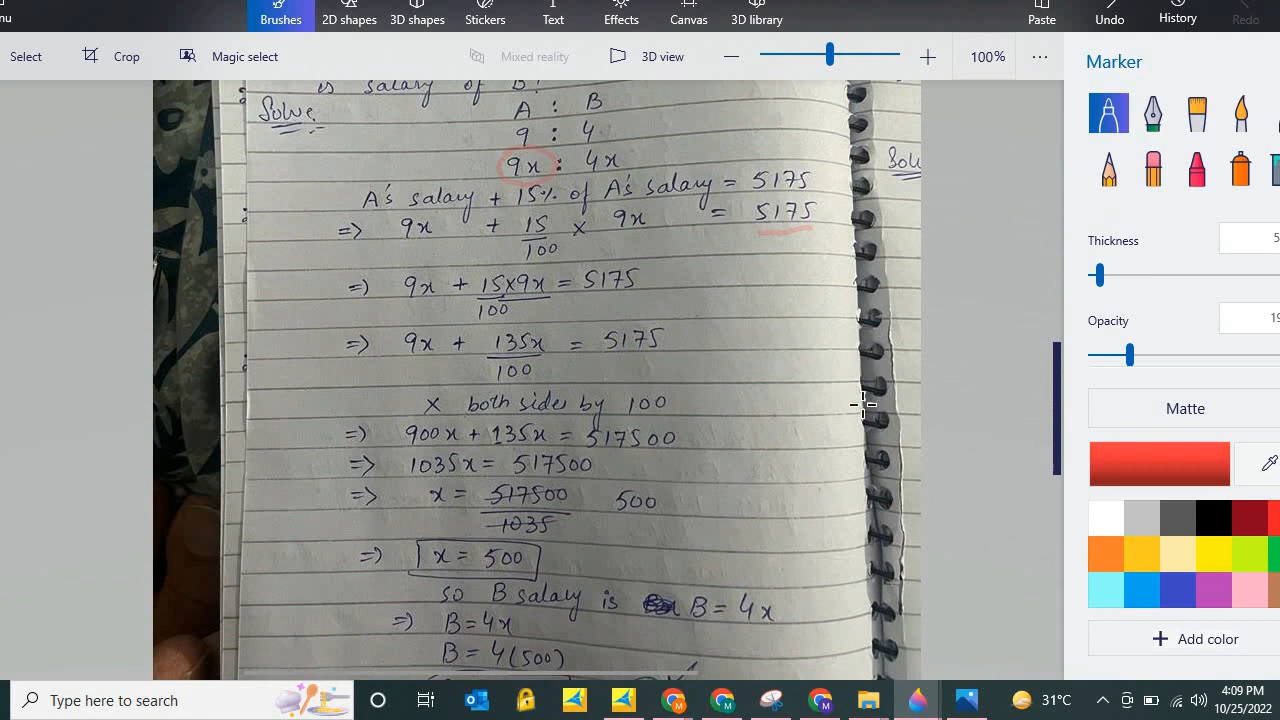 Brushes 2D shapes 3D shapes Stickers Text Effects Canvas 3D library Paste Undo History Redo
Select Crop Magic select Mixed reality 3D view 100%
is salary of B?
Solve:
A : B
9 : 4
9x : 4x
A's salary + 15% of A's salary = 5175
=> 9x + 15/100 × 9x = 5175
=> 9x + 15×9x/100 = 5175
=> 9x + 135x/100 = 5175
× both sides by 100
=> 900x + 135x = 517500
=> 1035x = 517500
=> x = 517500/1035 500
=> x = 500
so B salary is B = 4x
=> B = 4x
B = 4(500)
Marker
Thickness
Opacity
Matte
Add color
Type here to search
31°C
4:09 PM
10/25/2022